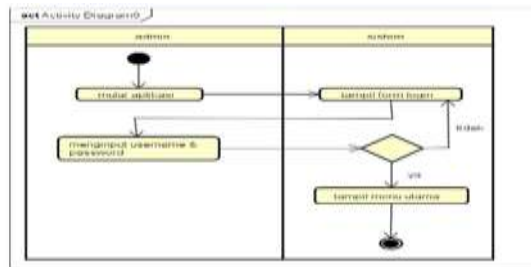 act Activity Diagram0
admin
sistem
mulai aplikasi
tampil form login
menginput username &
password
tidak
ya
tampil menu utama